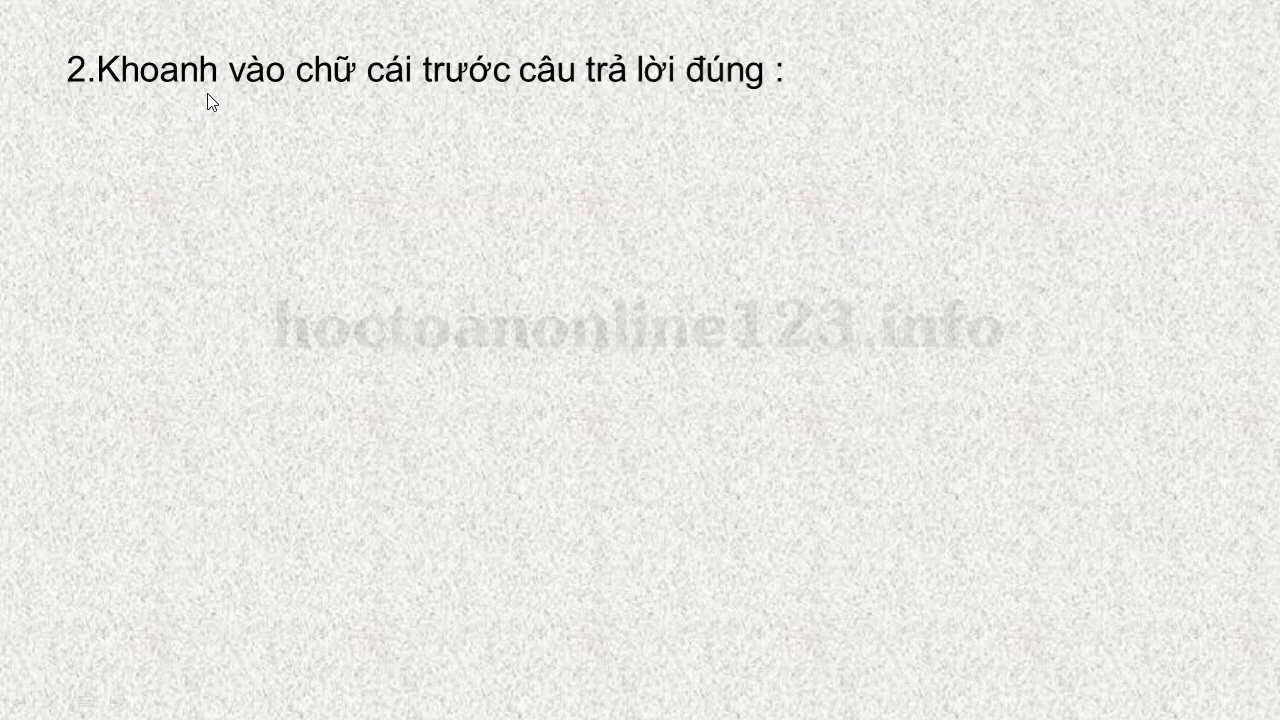 2.Khoanh vào chữ cái trước câu trả lời đúng :
hoctoanonline123.info